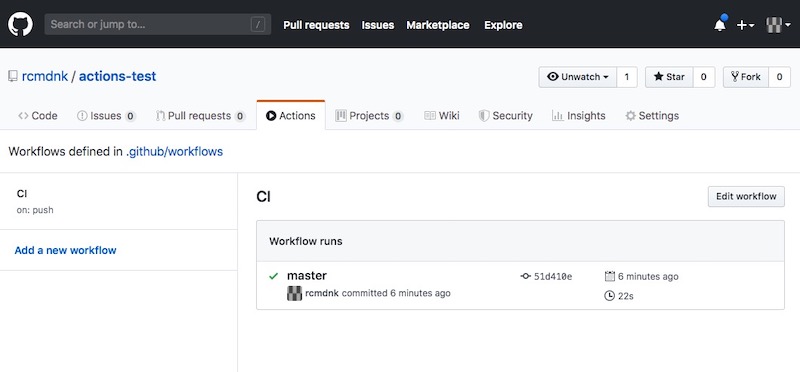 Search or jump to... / Pull requests Issues Marketplace Explore
rcmdnk / actions-test Unwatch 1 Star 0 Fork 0
Code Issues 0 Pull requests 0 Actions Projects 0 Wiki Security Insights Settings
Workflows defined in .github/workflows
CI
on: push
Add a new workflow
CI Edit workflow
Workflow runs
master 51d410e 6 minutes ago
rcmdnk committed 6 minutes ago 22s